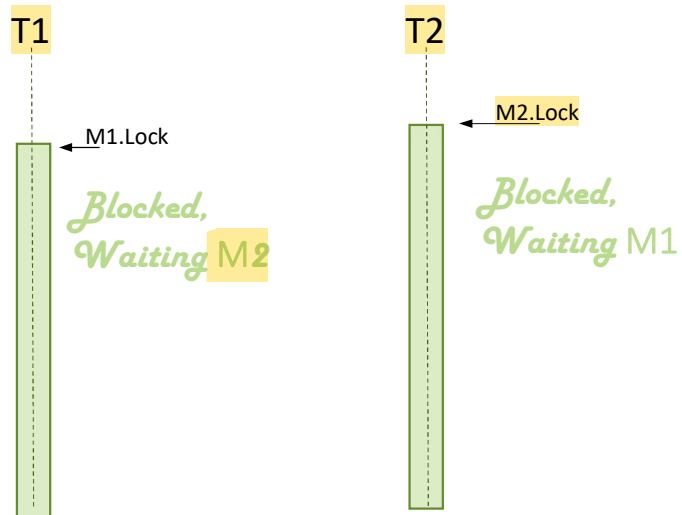 T1
T2
M1.Lock
M2.Lock
Blocked,
Waiting M2
Blocked,
Waiting M1